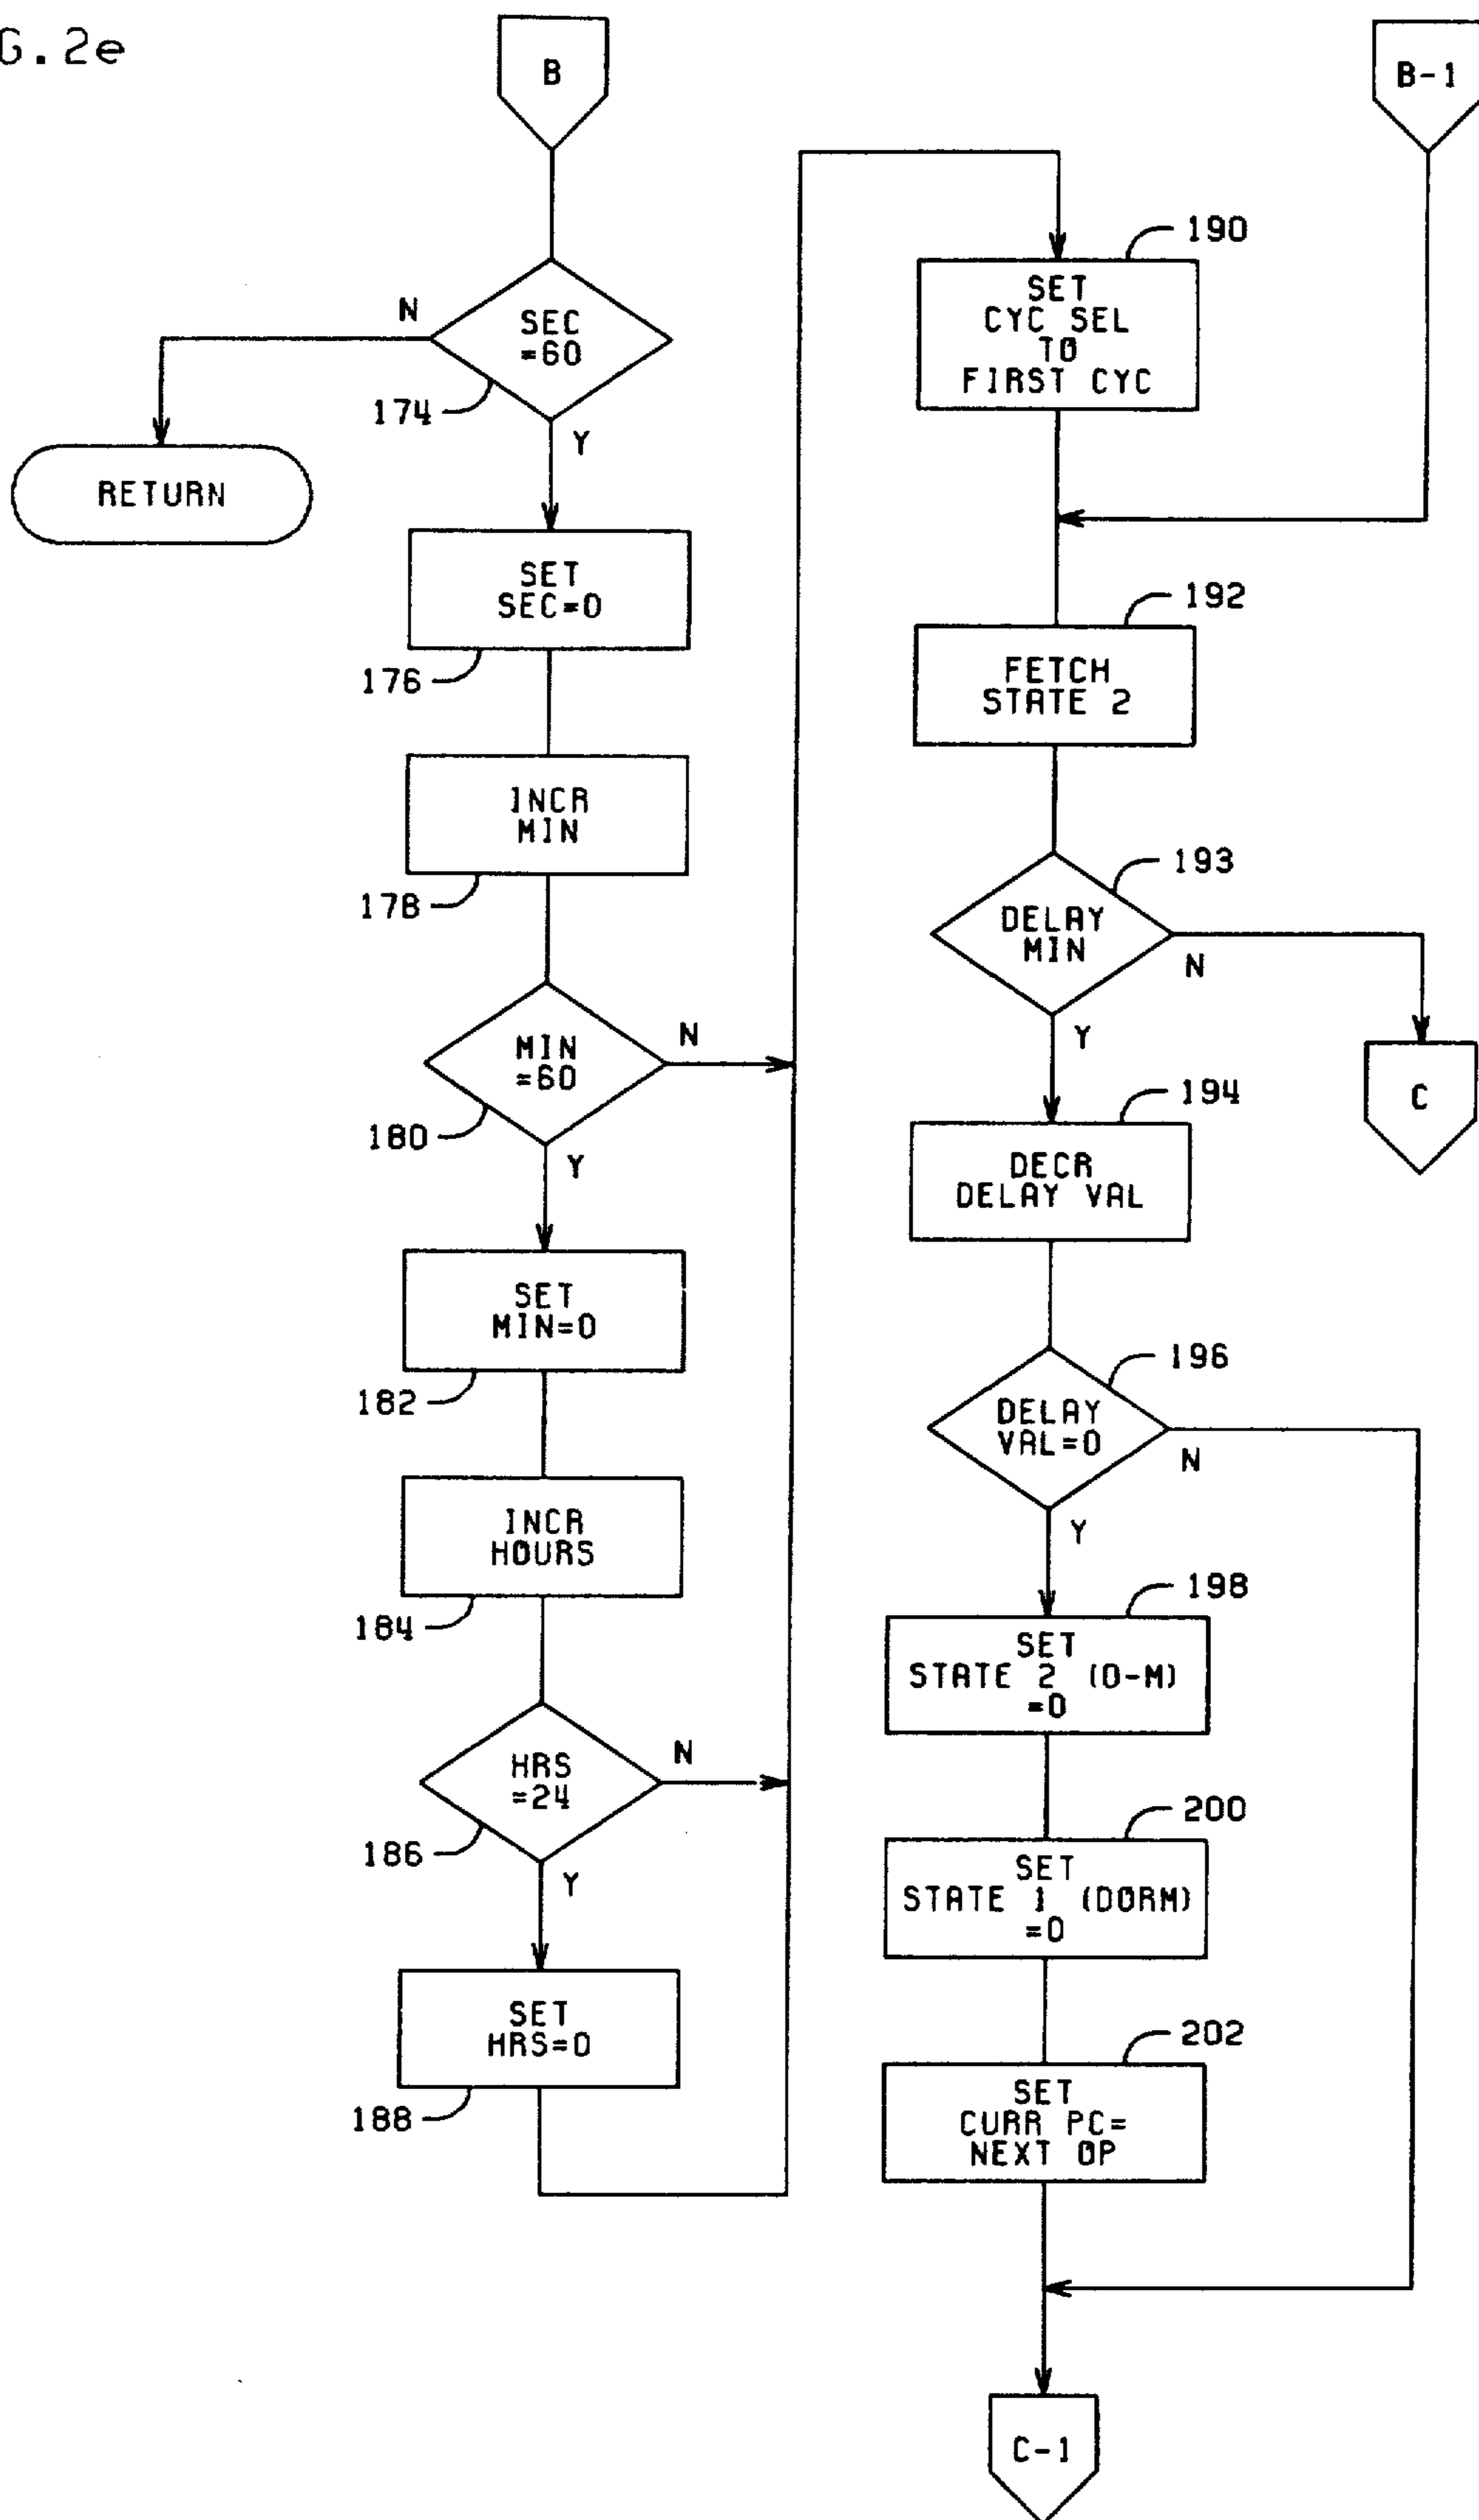 G.2e
B
B-1
SEC
=60
N
Y
174
RETURN
SET
SEC=0
176
INCR
MIN
178
MIN
=60
N
Y
180
SET
MIN=0
182
INCR
HOURS
184
HRS
=24
N
Y
186
SET
HRS=0
188
190
SET
CYC SEL
TO
FIRST CYC
192
FETCH
STATE 2
193
DELAY
MIN
N
Y
C
194
DECR
DELAY VAL
196
DELAY
VAL=0
N
Y
198
SET
STATE 2 (D-M)
=0
200
SET
STATE 1 (DORM)
=0
202
SET
CURR PC=
NEXT OP
C-1